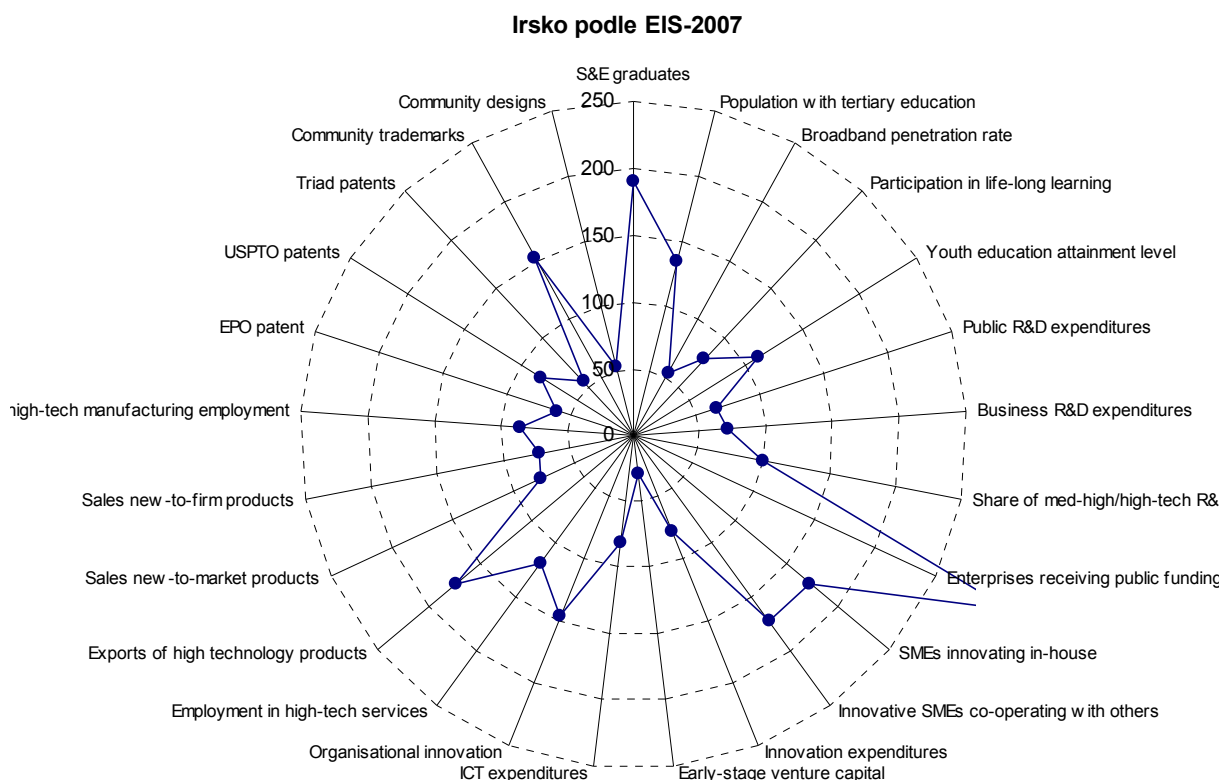 Irsko podle EIS-2007
S&E graduates
Community designs
250
Population with tertiary education
Community trademarks
Broadband penetration rate
200
Triad patents
Participation in life-long learning
150
USPTO patents
Youth education attainment level
100
EPO patent
Public R&D expenditures
50
high-tech manufacturing employment
Business R&D expenditures
0
Sales new-to-firm products
Share of med-high/high-tech R&
Sales new-to-market products
Enterprises receiving public funding
Exports of high technology products
SMEs innovating in-house
Employment in high-tech services
Innovative SMEs co-operating with others
Organisational innovation
Innovation expenditures
ICT expenditures
Early-stage venture capital